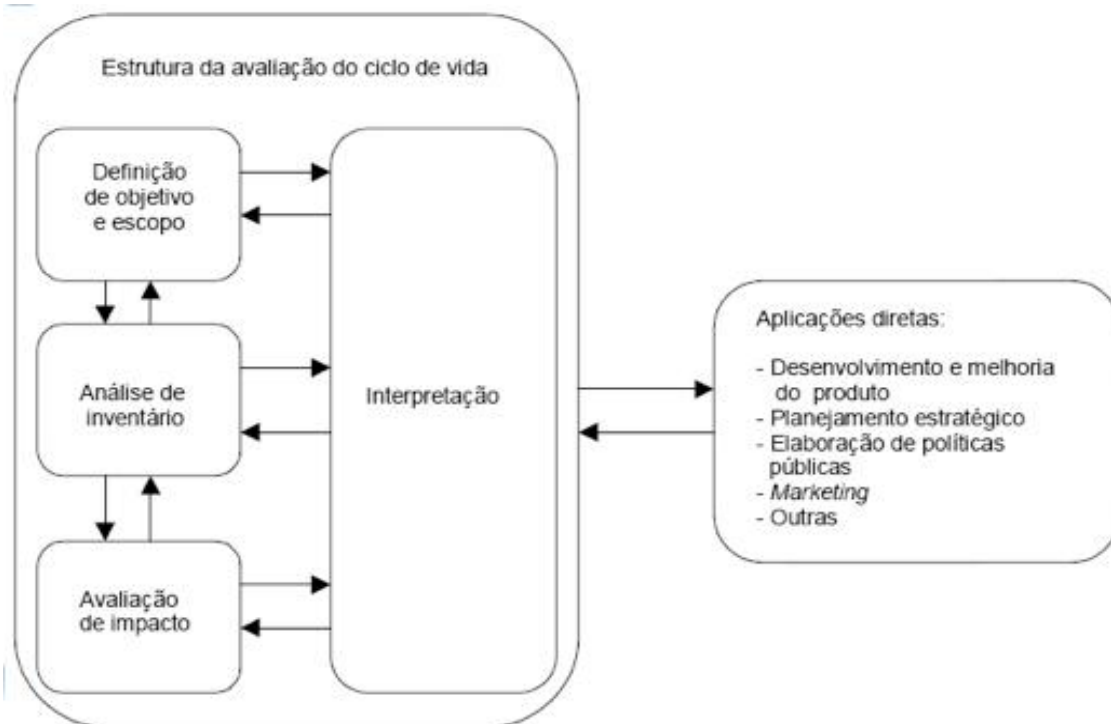 Estrutura da avaliação do ciclo de vida
Definição
de objetivo
e escopo
Análise de
inventário
Avaliação
de impacto
Interpretação
Aplicações diretas:
- Desenvolvimento e melhoria
do produto
- Planejamento estratégico
- Elaboração de políticas
públicas
- Marketing
- Outras